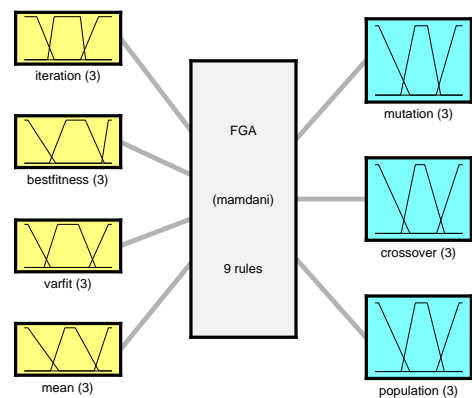 iteration (3)
bestfitness (3)
varfit (3)
mean (3)
FGA
(mamdani)
9 rules
mutation (3)
crossover (3)
population (3)